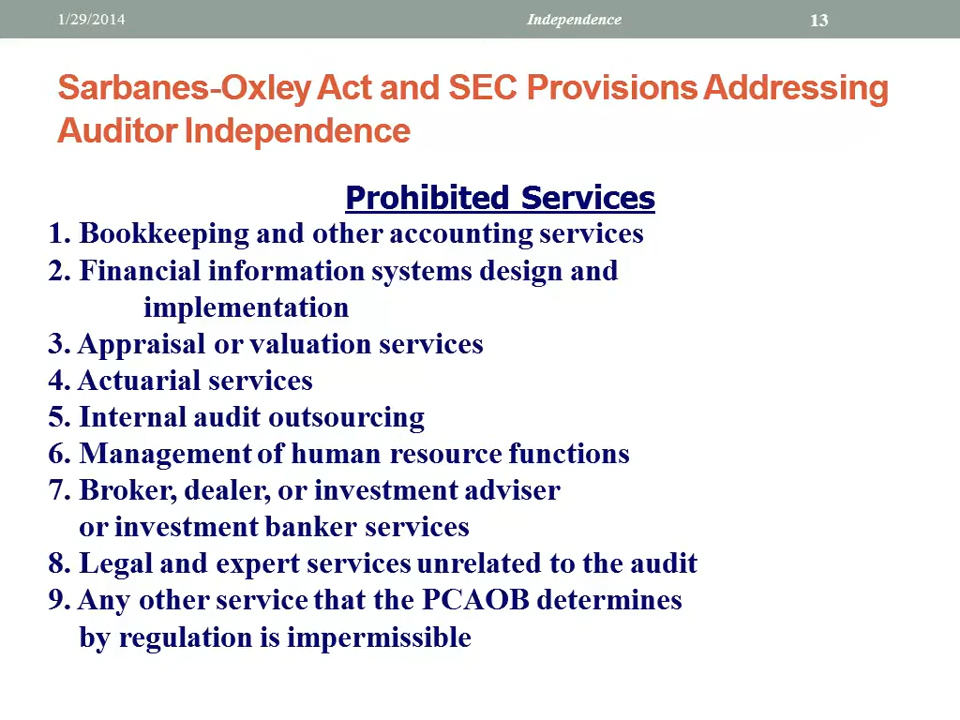 1/29/2014
Independence
13
Sarbanes-Oxley Act and SEC Provisions Addressing
Auditor Independence
Prohibited Services
1. Bookkeeping and other accounting services
2. Financial information systems design and
implementation
3. Appraisal or valuation services
4. Actuarial services
5. Internal audit outsourcing
6. Management of human resource functions
7. Broker, dealer, or investment adviser
or investment banker services
8. Legal and expert services unrelated to the audit
9. Any other service that the PCAOB determines
by regulation is impermissible